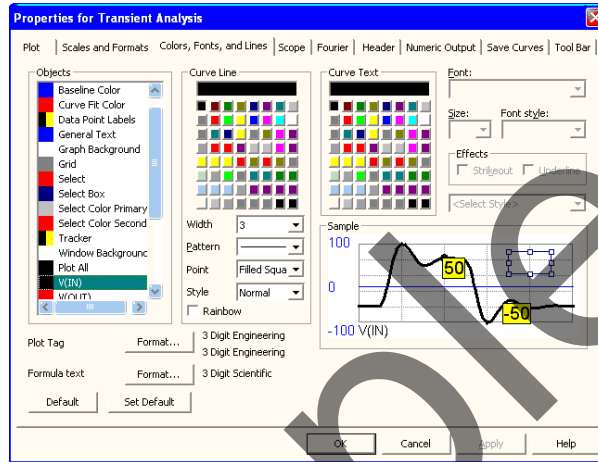 Properties for Transient Analysis
Plot
Scales and Formats
Colors, Fonts, and Lines
Scope
Fourier
Header
Numeric Output
Save Curves
Tool Bar
Objects
Baseline Color
Curve Fit Color
Data Point Labels
General Text
Graph Background
Grid
Select
Select Box
Select Color Primary
Select Color Second
Tracker
Window Background
Plot All
V(IN)
V(OUT)
Curve Line
Width
3
Pattern
Point
Filled Squa
Style
Normal
Rainbow
Curve Text
Font:
Size:
Font style:
Effects
Strikeout
Underline
<Select Style>
Sample
100
0
-100
50
-50
V(IN)
Plot Tag
Format...
3 Digit Engineering
3 Digit Engineering
Formula text
Format...
3 Digit Scientific
Default
Set Default
OK
Cancel
Apply
Help